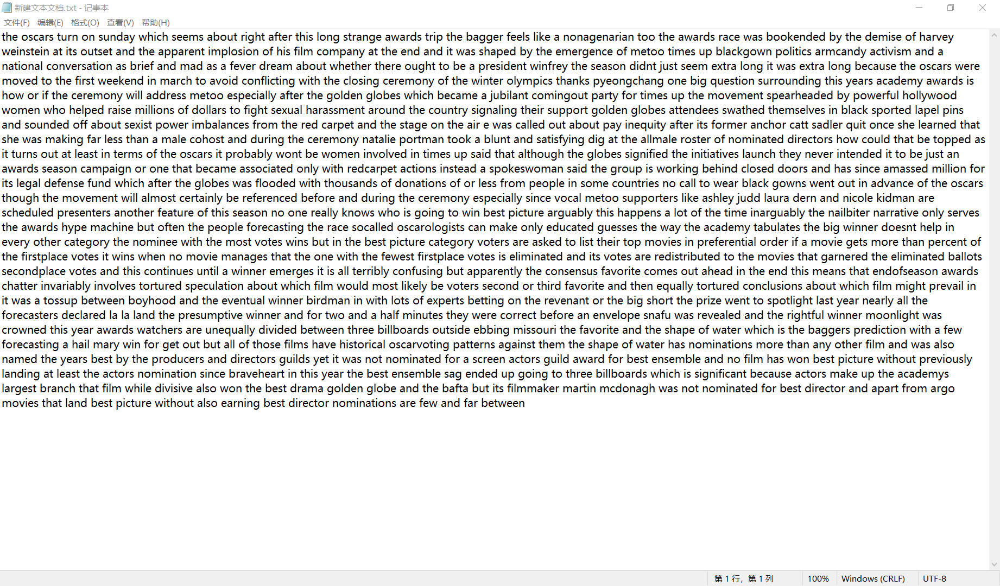 新建文本文档.txt - 记事本
文件(F) 编辑(E) 格式(O) 查看(V) 帮助(H)
the oscars turn on sunday which seems about right after this long strange awards trip the bagger feels like a nonagenarian too the awards race was bookended by the demise of harvey
weinstein at its outset and the apparent implosion of his film company at the end and it was shaped by the emergence of metoo times up blackgown politics armcandy activism and a
national conversation as brief and mad as a fever dream about whether there ought to be a president winfrey the season didnt just seem extra long it was extra long because the oscars were
moved to the first weekend in march to avoid conflicting with the closing ceremony of the winter olympics thanks pyeongchang one big question surrounding this years academy awards is
how or if the ceremony will address metoo especially after the golden globes which became a jubilant comingout party for times up the movement spearheaded by powerful hollywood
women who helped raise millions of dollars to fight sexual harassment around the country signaling their support golden globes attendees swathed themselves in black sported lapel pins
and sounded off about sexist power imbalances from the red carpet and the stage on the air e was called out about pay inequity after its former anchor catt sadler quit once she learned that
she was making far less than a male cohost and during the ceremony natalie portman took a blunt and satisfying dig at the allmale roster of nominated directors how could that be topped as
it turns out at least in terms of the oscars it probably wont be women involved in times up said that although the globes signified the initiatives launch they never intended it to be just an
awards season campaign or one that became associated only with redcarpet actions instead a spokeswoman said the group is working behind closed doors and has since amassed million for
its legal defense fund which after the globes was flooded with thousands of donations of or less from people in some countries no call to wear black gowns went out in advance of the oscars
though the movement will almost certainly be referenced before and during the ceremony especially since vocal metoo supporters like ashley judd laura dern and nicole kidman are
scheduled presenters another feature of this season no one really knows who is going to win best picture arguably this happens a lot of the time inarguably the nailbiter narrative only serves
the awards hype machine but often the people forecasting the race socalled oscarologists can make only educated guesses the way the academy tabulates the big winner doesnt help in
every other category the nominee with the most votes wins but in the best picture category voters are asked to list their top movies in preferential order if a movie gets more than percent of
the firstplace votes it wins when no movie manages that the one with the fewest firstplace votes is eliminated and its votes are redistributed to the movies that garnered the eliminated ballots
secondplace votes and this continues until a winner emerges it is all terribly confusing but apparently the consensus favorite comes out ahead in the end this means that endofseason awards
chatter invariably involves tortured speculation about which film would most likely be voters second or third favorite and then equally tortured conclusions about which film might prevail in
it was a tossup between boyhood and the eventual winner birdman in with lots of experts betting on the revenant or the big short the prize went to spotlight last year nearly all the
forecasters declared la la land the presumptive winner and for two and a half minutes they were correct before an envelope snafu was revealed and the rightful winner moonlight was
crowned this year awards watchers are unequally divided between three billboards outside ebbing missouri the favorite and the shape of water which is the baggers prediction with a few
forecasting a hail mary win for get out but all of those films have historical oscarvoting patterns against them the shape of water has nominations more than any other film and was also
named the years best by the producers and directors guilds yet it was not nominated for a screen actors guild award for best ensemble and no film has won best picture without previously
landing at least the actors nomination since braveheart in this year the best ensemble sag ended up going to three billboards which is significant because actors make up the academys
largest branch that film while divisive also won the best drama golden globe and the bafta but its filmmaker martin mcdonagh was not nominated for best director and apart from argo
movies that land best picture without also earning best director nominations are few and far between
第 1 行，第 1 列 100% Windows (CRLF) UTF-8